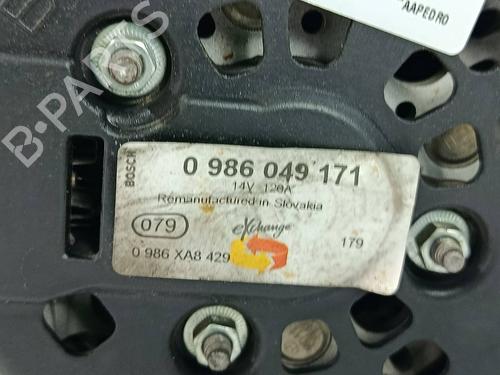 "AAPEDRO
B-PARTS
BOSCH
0 986 049 171
14V 120A
Remanufactured in Slovakia
079
eXchange
179
0 986 XA8 429